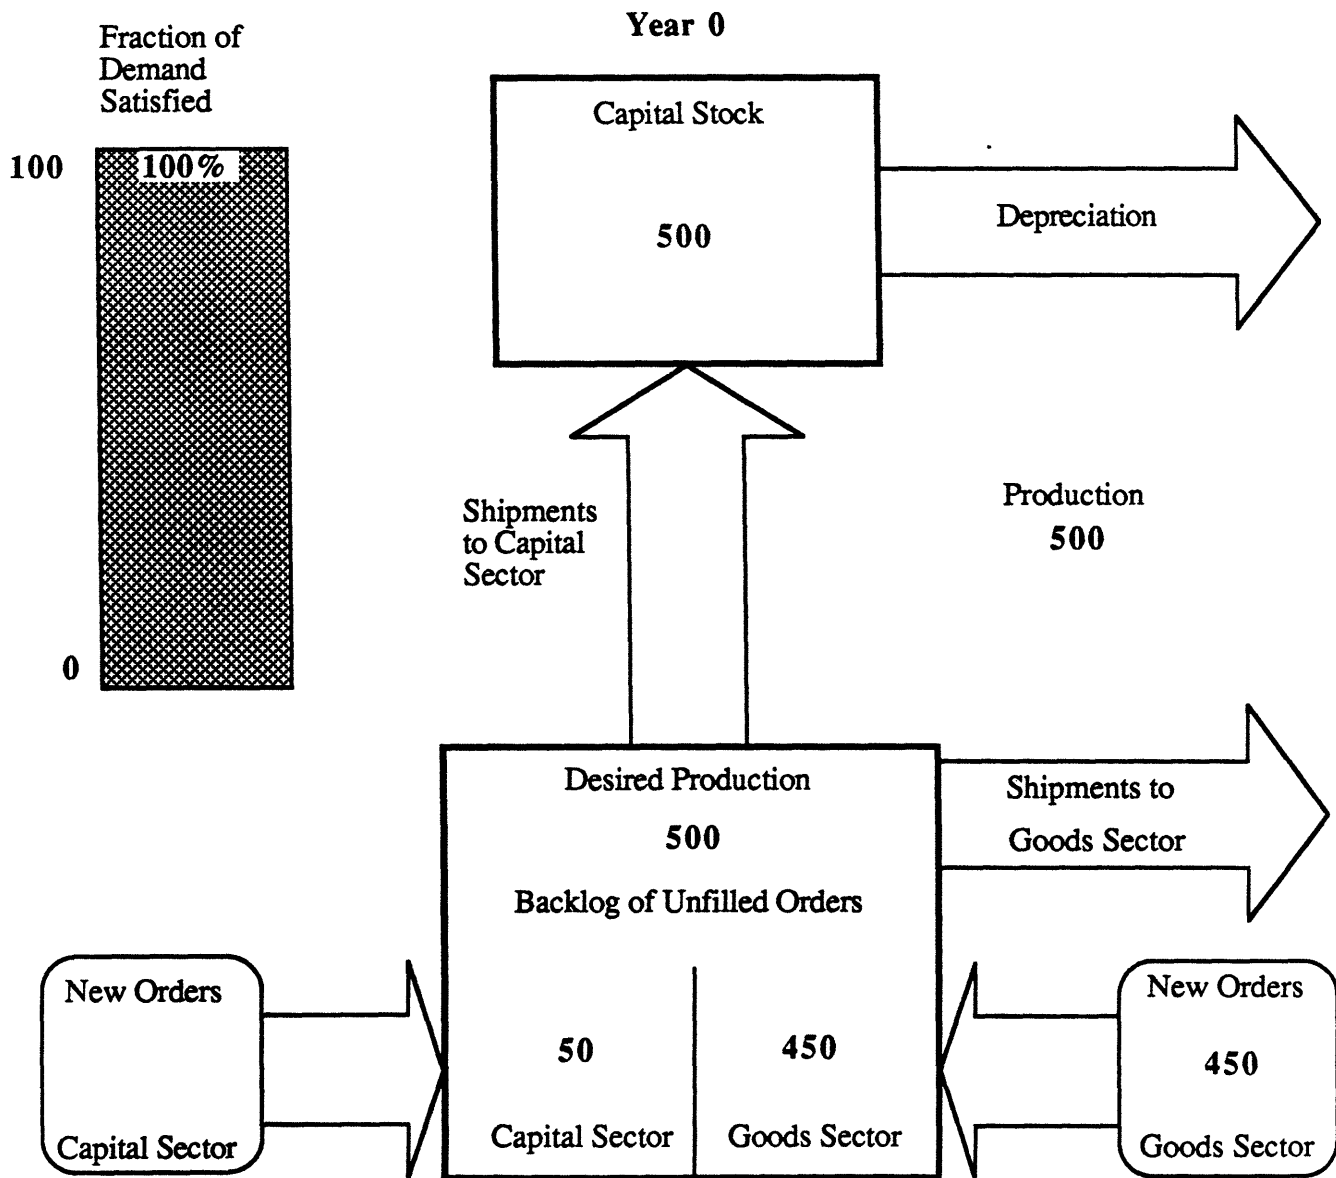 Year 0
Fraction of
Demand
Satisfied
100
100%
0
Capital Stock
500
Depreciation
Shipments
to Capital
Sector
Production
500
Desired Production
500
Backlog of Unfilled Orders
50
450
Capital Sector
Goods Sector
Shipments to
Goods Sector
New Orders
Capital Sector
New Orders
450
Goods Sector